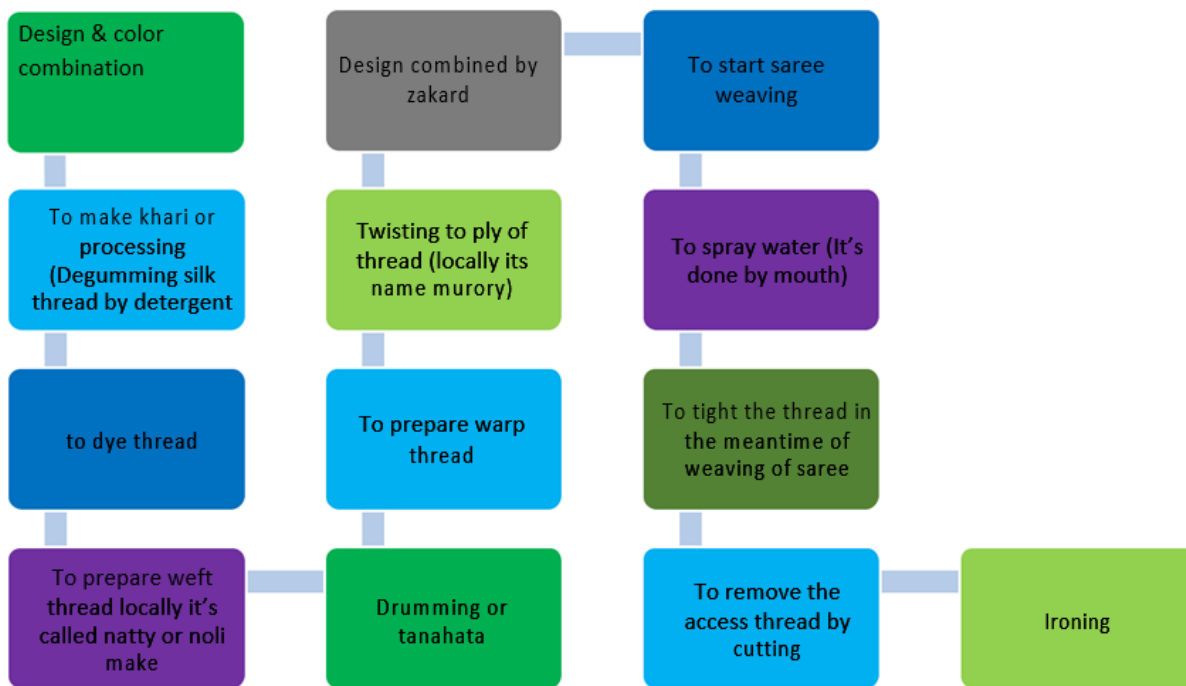 Design & color
combination
To make khari or
processing
(Degumming silk
thread by detergent
to dye thread
To prepare weft
thread locally it's
called natty or noli
make
Drumming or
tanahata
To prepare warp
thread
Twisting to ply of
thread (locally its
name murory)
Design combined by
zakard
To start saree
weaving
To spray water (It's
done by mouth)
To tight the thread in
the meantime of
weaving of saree
To remove the
access thread by
cutting
Ironing